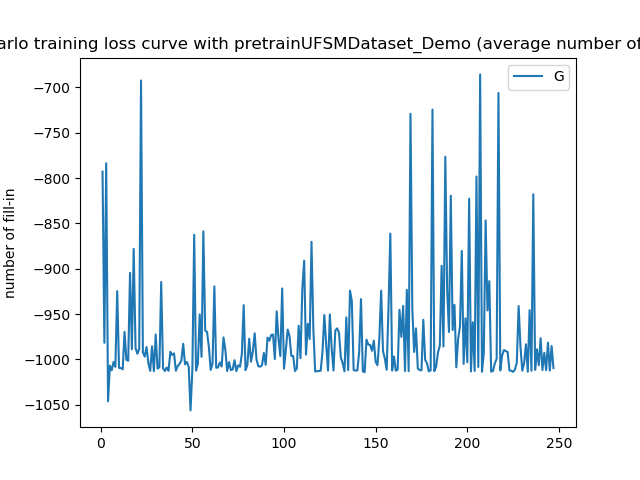 arlo training loss curve with pretrainUFSMDataset_Demo (average number of
G
number of fill-in
−700
−750
−800
−850
−900
−950
−1000
−1050
0 50 100 150 200 250